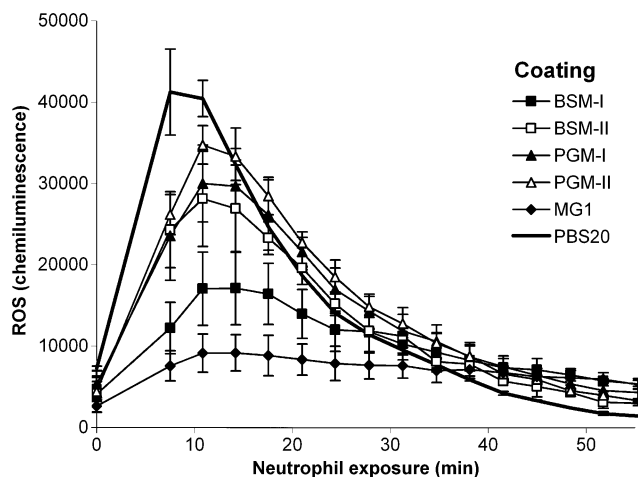 50000
40000
30000
20000
10000
0
ROS (chemiluminescence)
0 10 20 30 40 50
Neutrophil exposure (min)
Coating
BSM-I
BSM-II
PGM-I
PGM-II
MG1
PBS20